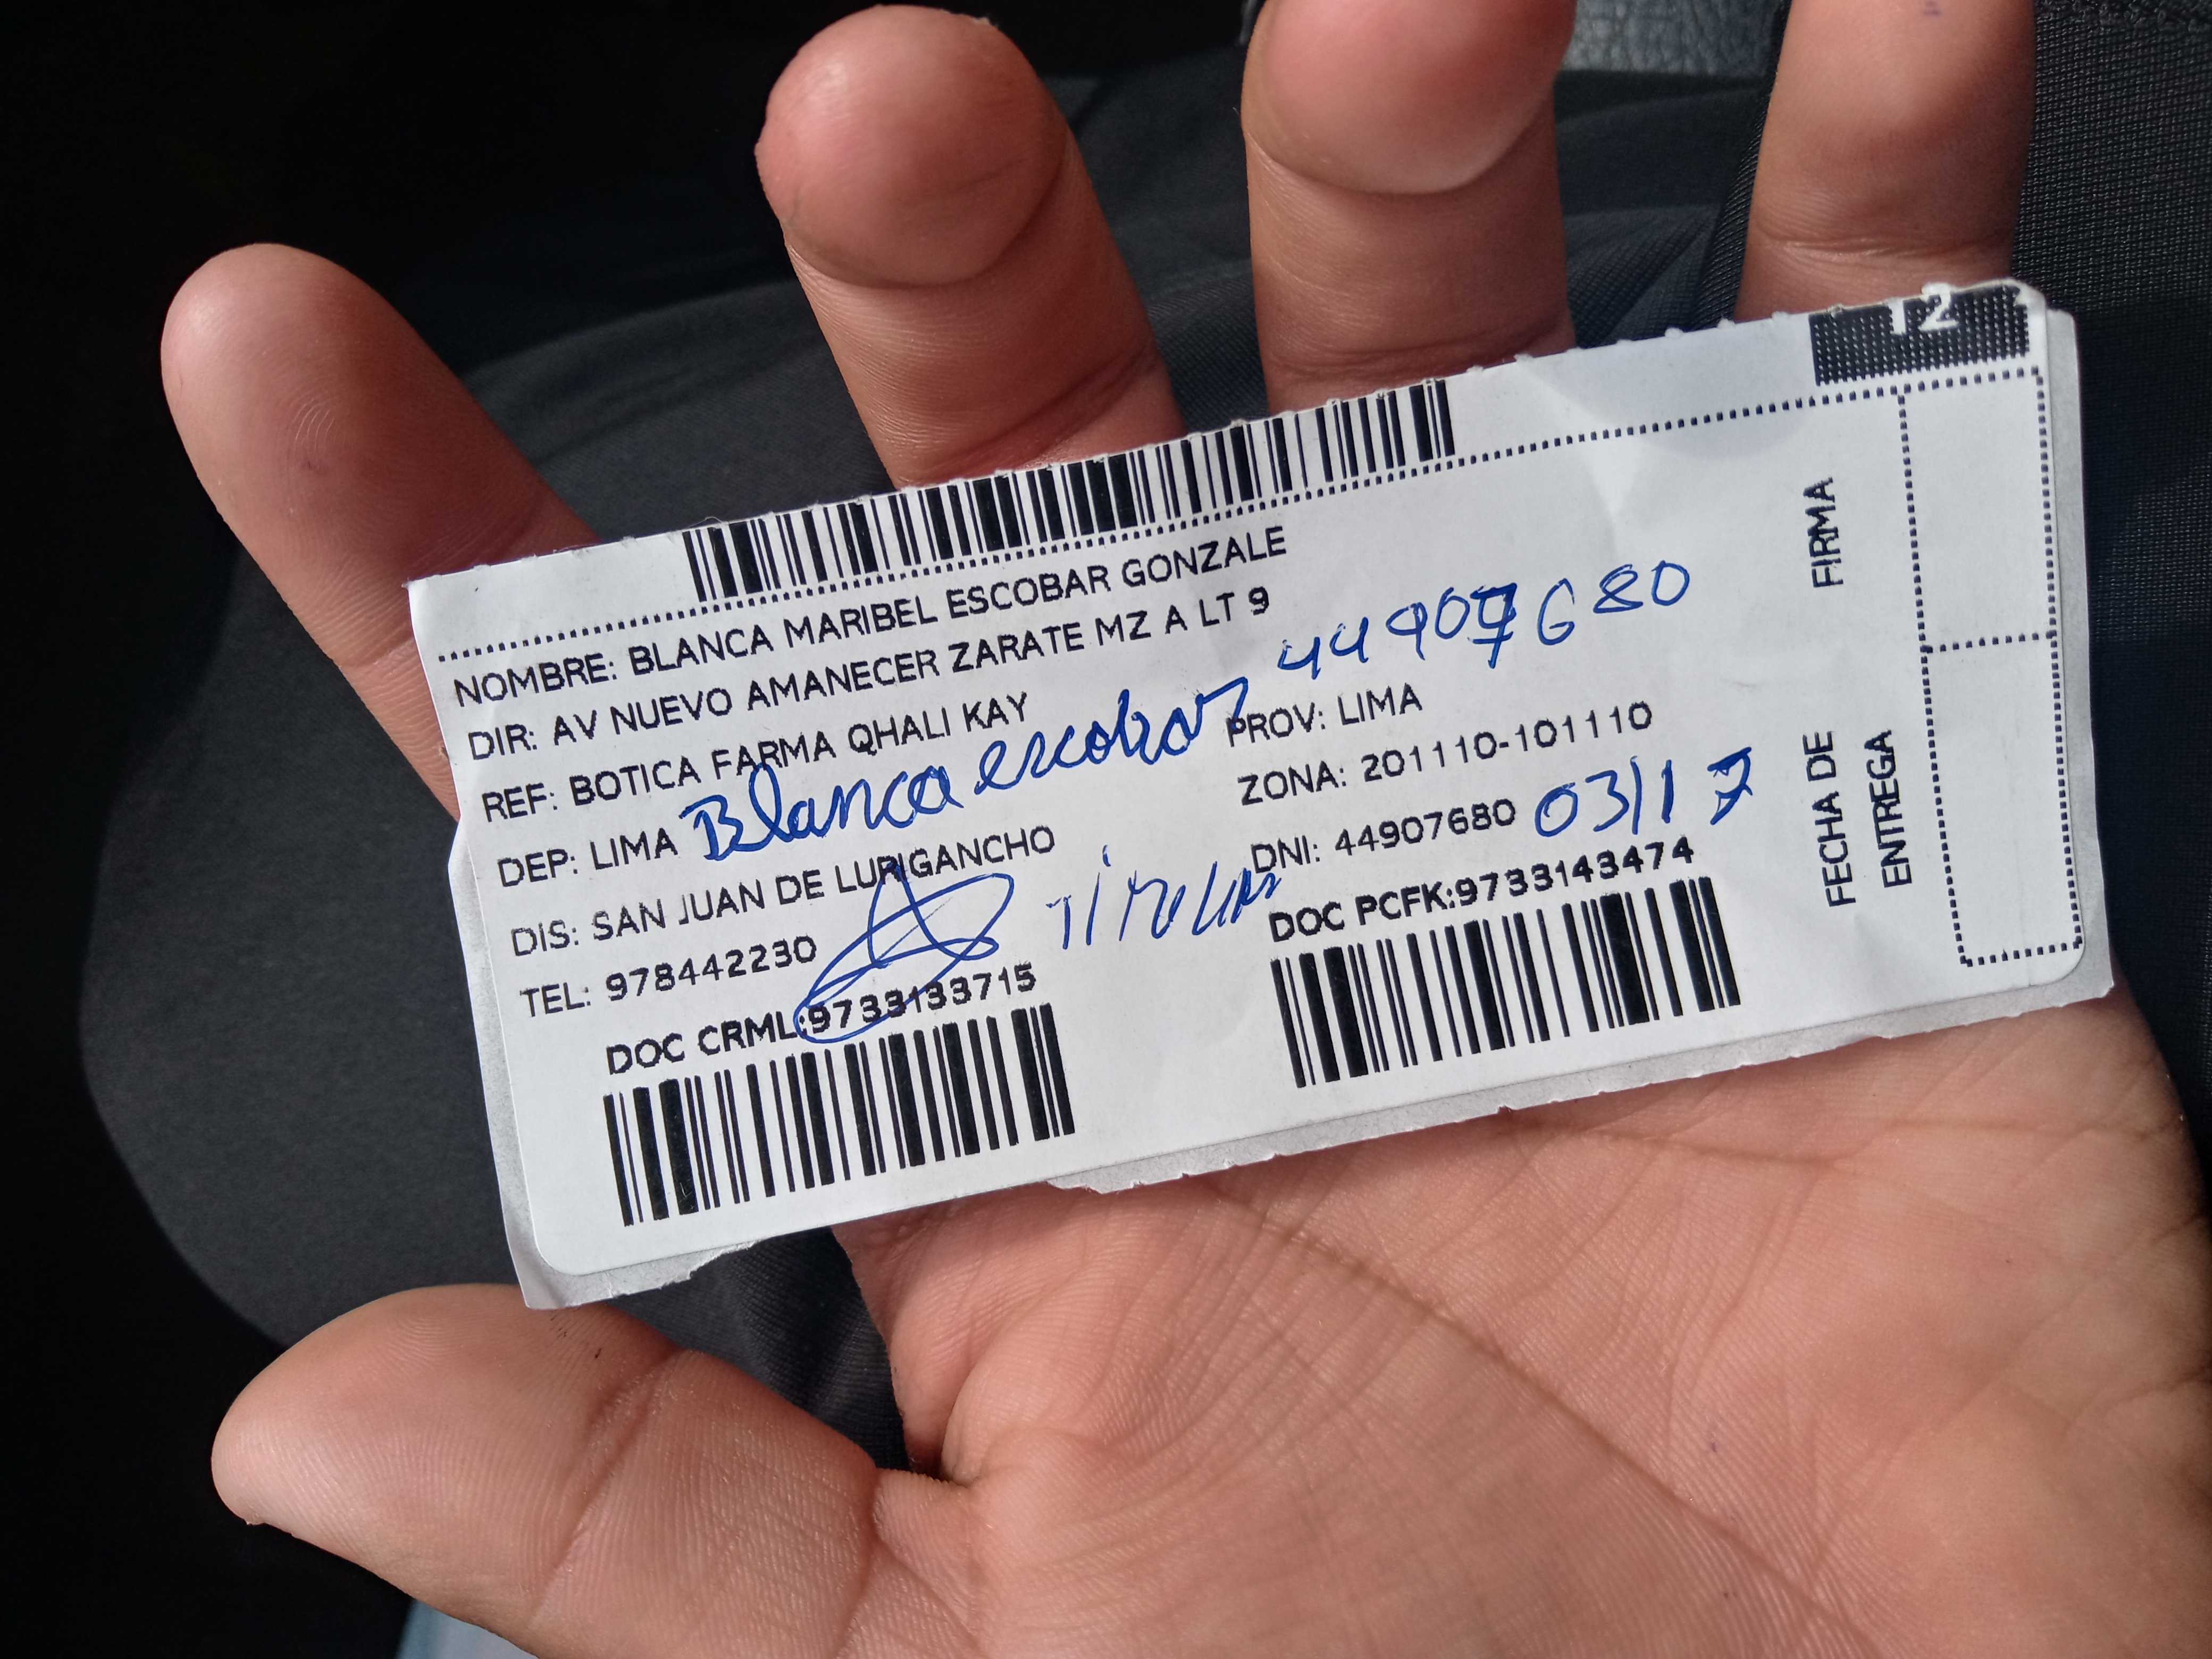 12
NOMBRE: BLANCA MARIBEL ESCOBAR GONZALE
DIR: AV NUEVO AMANECER ZARATE MZ A LT 9
44907680
REF: BOTICA FARMA QHALI KAY
PROV: LIMA
Blanca escobar
DEP: LIMA
ZONA: 201110-101110
DIS: SAN JUAN DE LURIGANCHO
DNI: 44907680
03/12
TEL: 978442230
Titular
DOC CRML:9733133715
DOC PCFK:9733143474
FIRMA
FECHA DE
ENTREGA